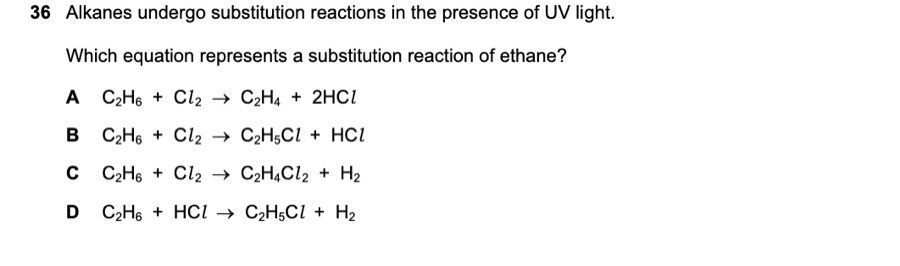 36 Alkanes undergo substitution reactions in the presence of UV light.
Which equation represents a substitution reaction of ethane?
A C₂H₆ + Cl₂ → C₂H₄ + 2HCl
B C₂H₆ + Cl₂ → C₂H₅Cl + HCl
C C₂H₆ + Cl₂ → C₂H₄Cl₂ + H₂
D C₂H₆ + HCl → C₂H₅Cl + H₂